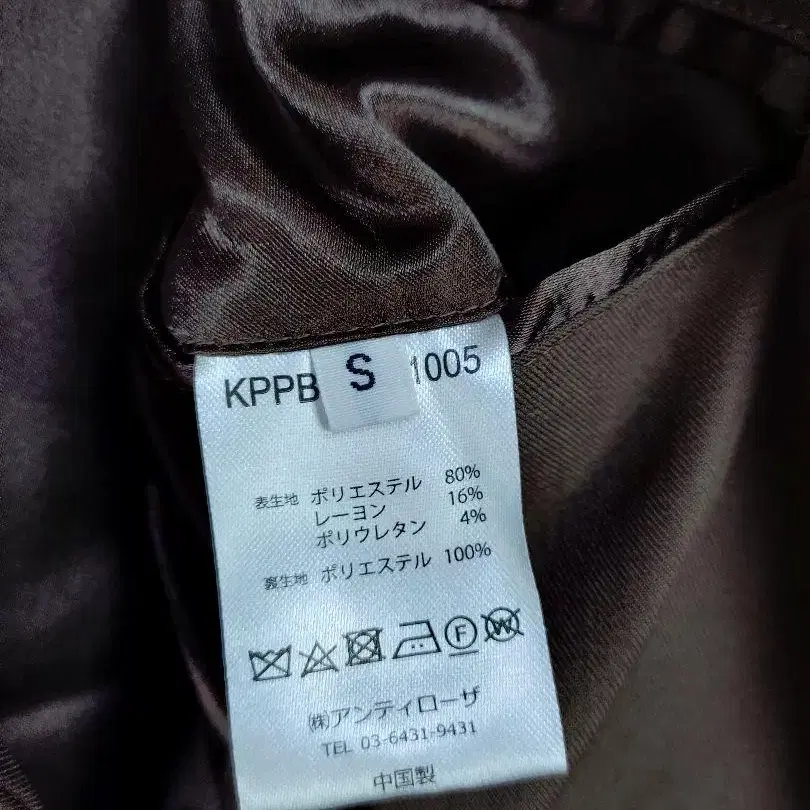 KPPB S 1005
表生地 ポリエステル 80%
レーヨン 16%
ポリウレタン 4%
裏生地 ポリエステル 100%
F W
㈱アンティローザ
TEL 03-6431-9431
中国製